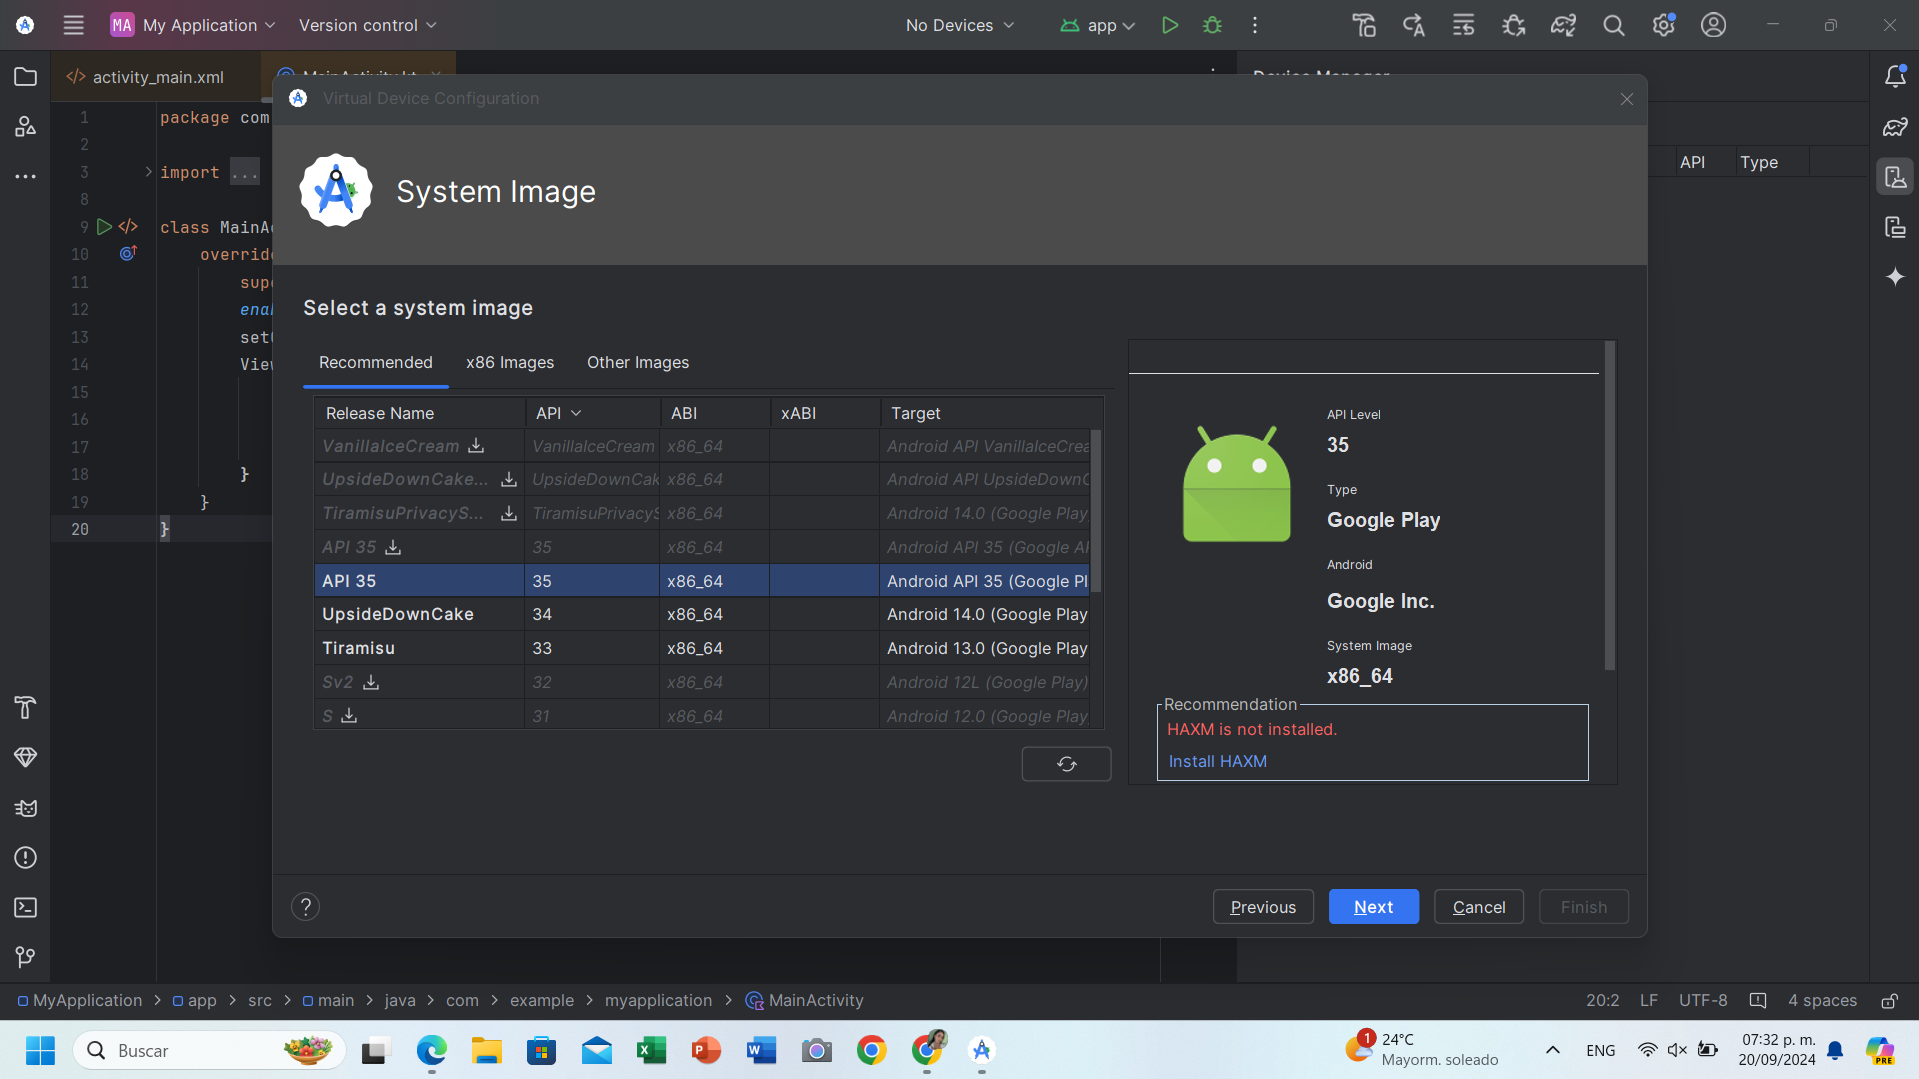 MA My Application Version control No Devices app
activity_main.xml
Virtual Device Configuration
System Image
Select a system image
Recommended x86 Images Other Images
Release Name API ABI xABI Target
VanillaIceCream VanillaIceCream x86_64 Android API VanillaIceCrea
UpsideDownCake... UpsideDownCak x86_64 Android API UpsideDownC
TiramisuPrivacyS... TiramisuPrivacyS x86_64 Android 14.0 (Google Play
API 35 35 x86_64 Android API 35 (Google AP
API 35 35 x86_64 Android API 35 (Google Pl
UpsideDownCake 34 x86_64 Android 14.0 (Google Play
Tiramisu 33 x86_64 Android 13.0 (Google Play
Sv2 32 x86_64 Android 12L (Google Play)
S 31 x86_64 Android 12.0 (Google Play
API Level
35
Type
Google Play
Android
Google Inc.
System Image
x86_64
Recommendation
HAXM is not installed.
Install HAXM
? Previous Next Cancel Finish
API Type
1 package com
2
3 import ...
8
9 class MainAc
10 override
11 supe
12 enab
13 setC
14 View
15
16
17
18 }
19 }
20 }
MyApplication > app > src > main > java > com > example > myapplication > MainActivity
20:2 LF UTF-8 4 spaces
Buscar
1 24°C
Mayorm. soleado
ENG
07:32 p. m.
20/09/2024
PRE